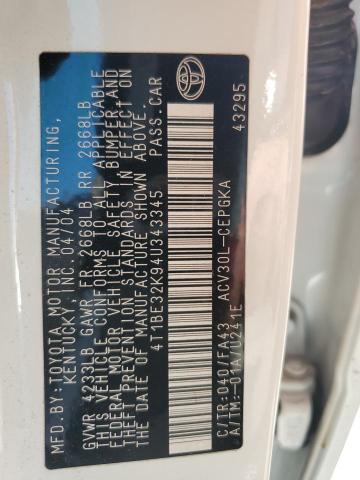 MFD. BY: TOYOTA MOTOR MANUFACTURING,
KENTUCKY, INC. 04/04
GVWR 4233LB GAWR FR 2668LB RR 2668LB
THIS VEHICLE CONFORMS TO ALL APPLICABLE
FEDERAL MOTOR VEHICLE SAFETY BUMPER, AND
THEFT PREVENTION STANDARDS IN EFFECT ON
THE DATE OF MANUFACTURE SHOWN ABOVE.
4T1BE32K94U343345 PASS. CAR
C/TR: 040/FA43 ACV30L-CEPGKA
A/TM: -01A/U241E 43295